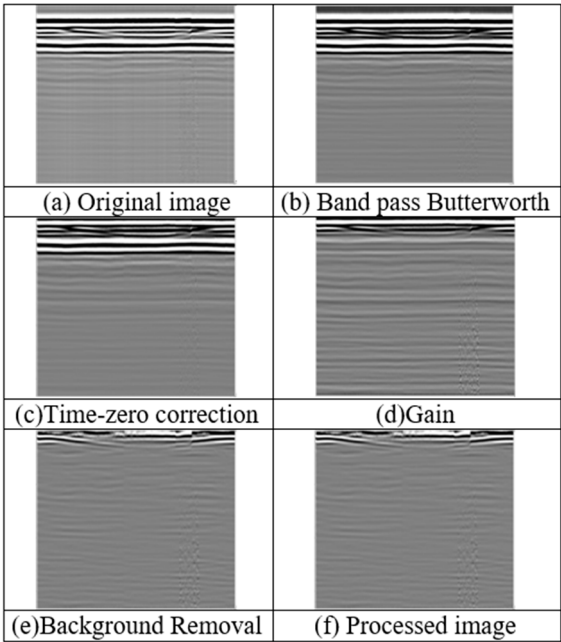 (a) Original image
(b) Band pass Butterworth
(c)Time-zero correction
(d)Gain
(e)Background Removal
(f) Processed image